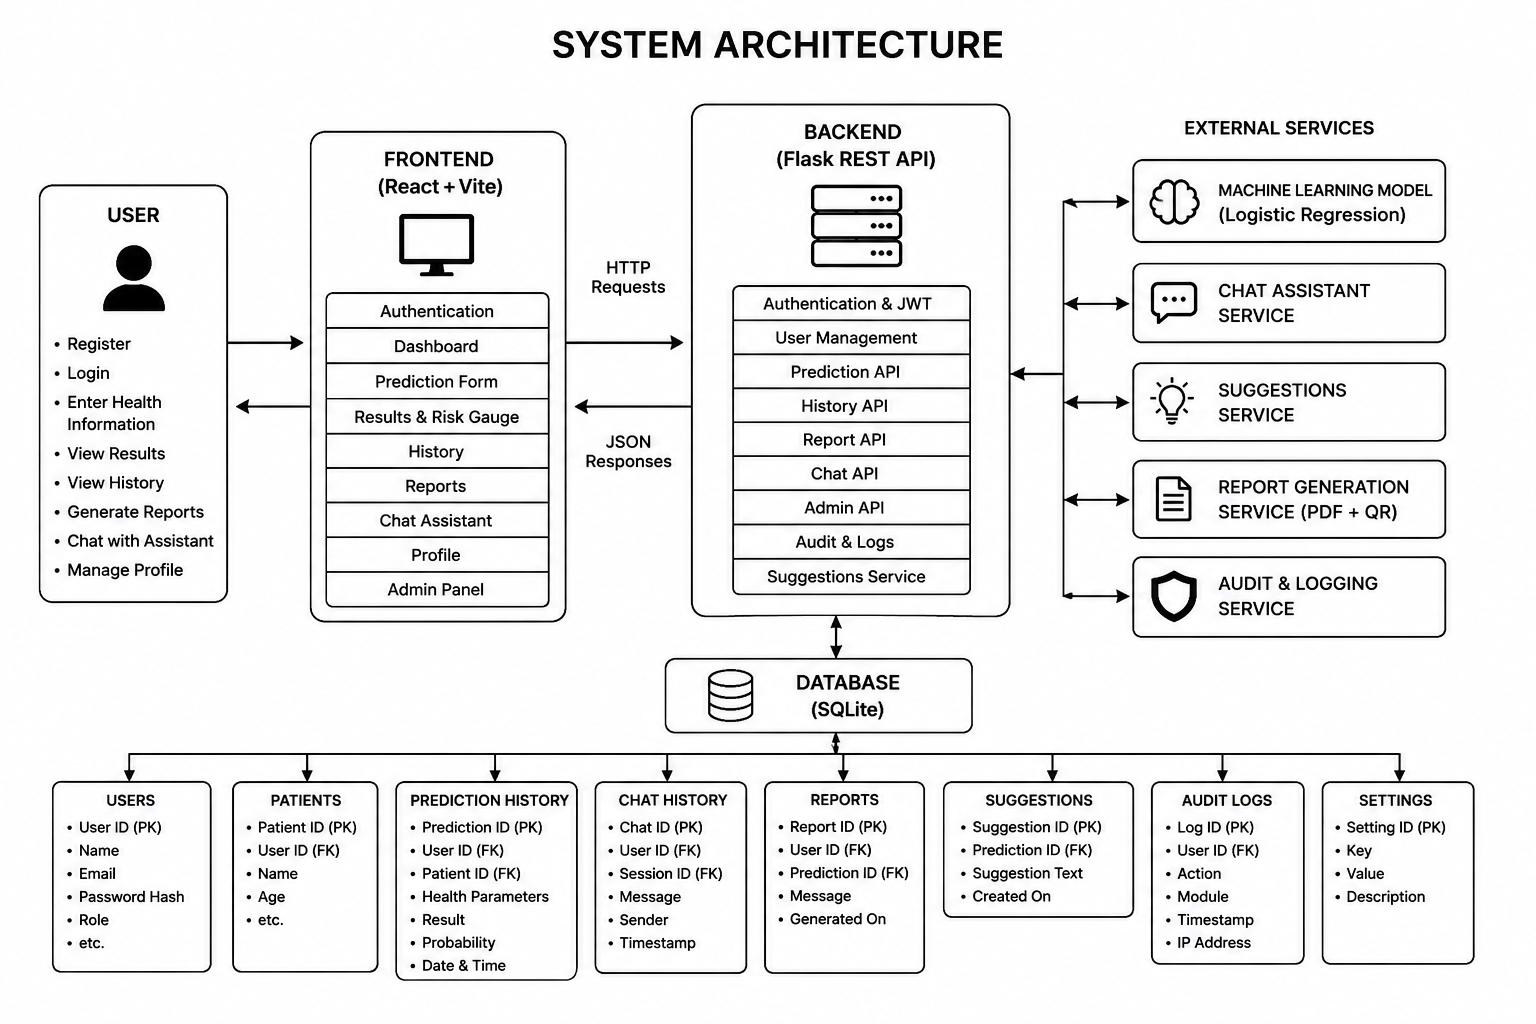 SYSTEM ARCHITECTURE
USER
• Register
• Login
• Enter Health
Information
• View Results
• View History
• Generate Reports
• Chat with Assistant
• Manage Profile
FRONTEND
(React + Vite)
Authentication
Dashboard
Prediction Form
Results & Risk Gauge
History
Reports
Chat Assistant
Profile
Admin Panel
HTTP
Requests
JSON
Responses
BACKEND
(Flask REST API)
Authentication & JWT
User Management
Prediction API
History API
Report API
Chat API
Admin API
Audit & Logs
Suggestions Service
EXTERNAL SERVICES
MACHINE LEARNING MODEL
(Logistic Regression)
CHAT ASSISTANT
SERVICE
SUGGESTIONS
SERVICE
REPORT GENERATION
SERVICE (PDF + QR)
AUDIT & LOGGING
SERVICE
DATABASE
(SQLite)
USERS
• User ID (PK)
• Name
• Email
• Password Hash
• Role
• etc.
PATIENTS
• Patient ID (PK)
• User ID (FK)
• Name
• Age
• etc.
PREDICTION HISTORY
• Prediction ID (PK)
• User ID (FK)
• Patient ID (FK)
• Health Parameters
• Result
• Probability
• Date & Time
CHAT HISTORY
• Chat ID (PK)
• User ID (FK)
• Session ID (FK)
• Message
• Sender
• Timestamp
REPORTS
• Report ID (PK)
• User ID (FK)
• Prediction ID (FK)
• Message
• Generated On
SUGGESTIONS
• Suggestion ID (PK)
• Prediction ID (FK)
• Suggestion Text
• Created On
AUDIT LOGS
• Log ID (PK)
• User ID (FK)
• Action
• Module
• Timestamp
• IP Address
SETTINGS
• Setting ID (PK)
• Key
• Value
• Description